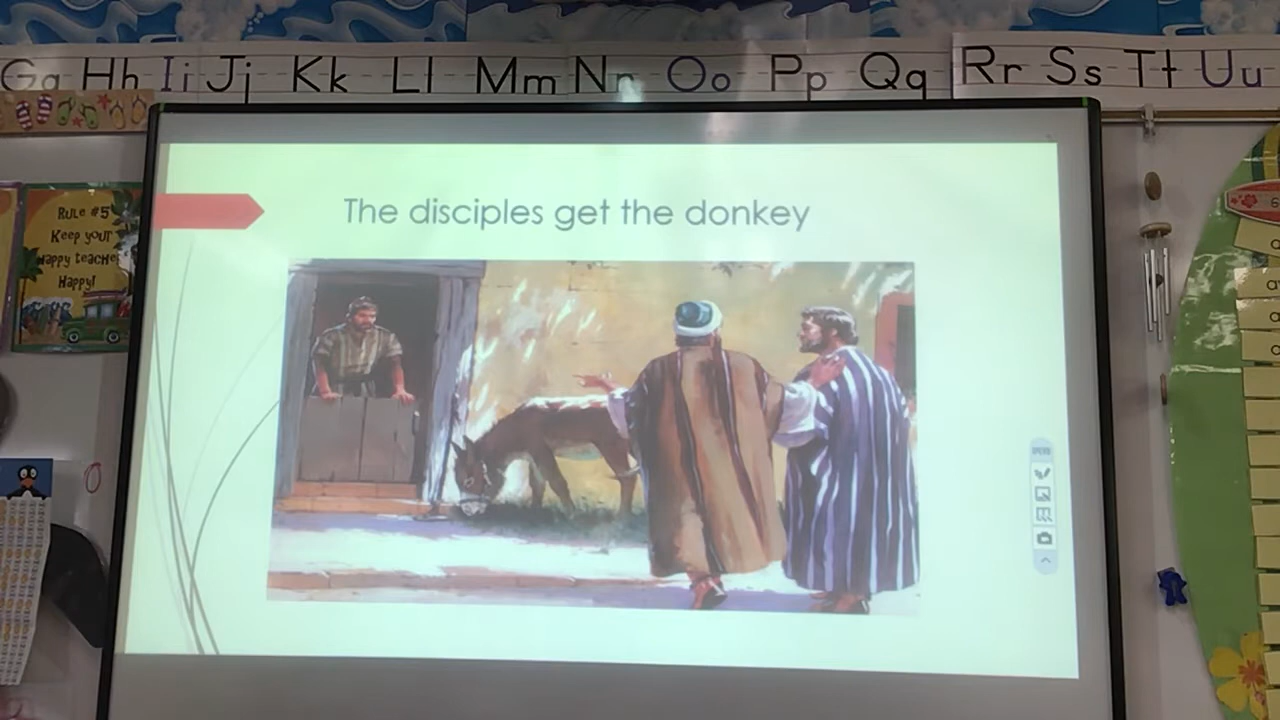 Gg Hh Ii Jj Kk Ll Mm Nn Oo Pp Qq Rr Ss Tt Uu
The disciples get the donkey
RULE #5
Keep your
happy teacher
Happy!